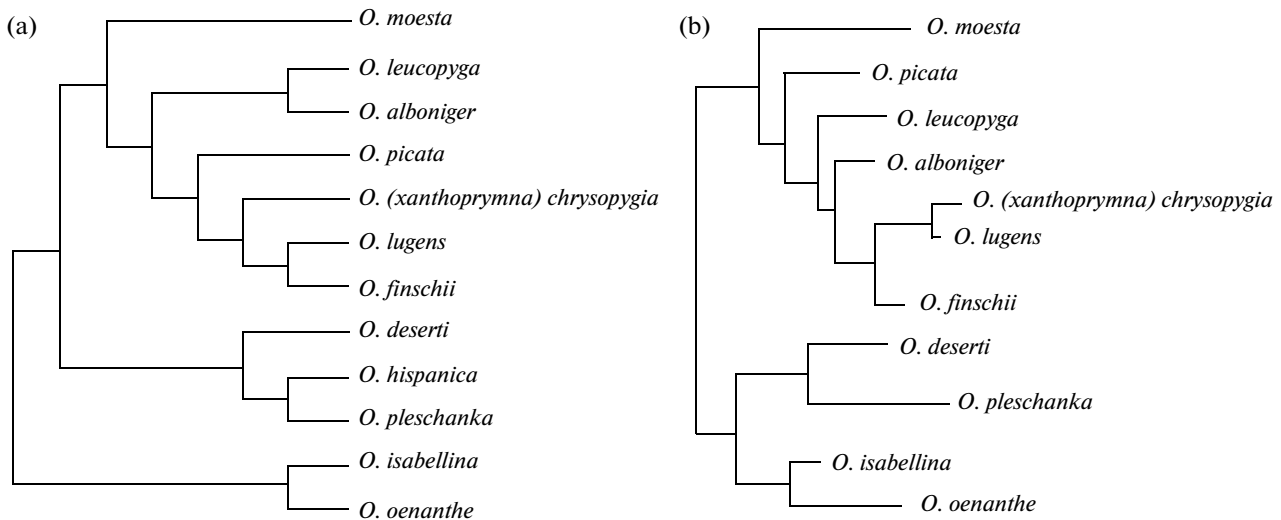 (a)
O. moesta
O. leucopyga
O. alboniger
O. picata
O. (xanthoprymna) chrysopygia
O. lugens
O. finschii
O. deserti
O. hispanica
O. pleschanka
O. isabellina
O. oenanthe
(b)
O. moesta
O. picata
O. leucopyga
O. alboniger
O. (xanthoprymna) chrysopygia
O. lugens
O. finschii
O. deserti
O. pleschanka
O. isabellina
O. oenanthe